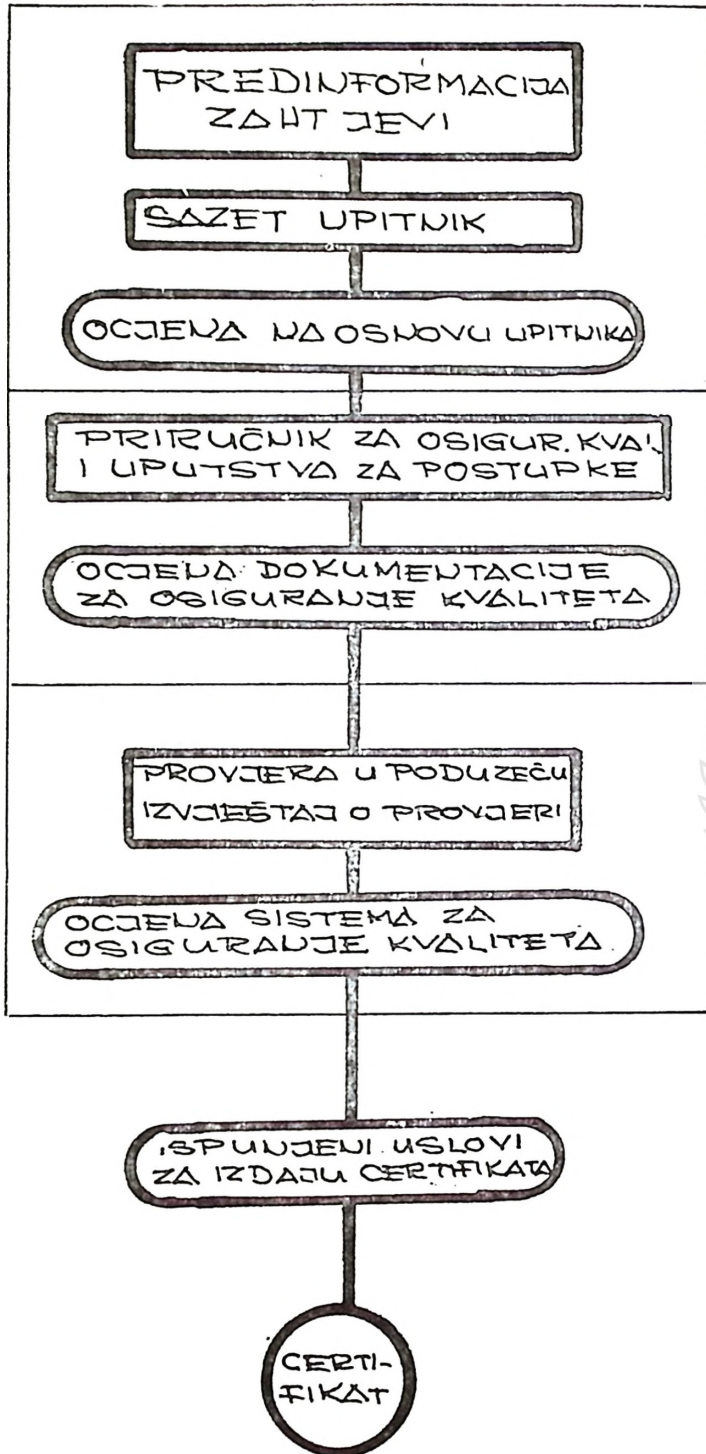 PREDINFORMACIJA
ZAHTJEVI
SAZET UPITNIK
OCJENA NA OSNOVU UPITNIKA
PRIRUČNIK ZA OSIGUR. KVAL.
I UPUTSTVA ZA POSTUPKE
OCJENA DOKUMENTACIJE
ZA OSIGURANJE KVALITETA
PROVJERA U PODUZEĆU
IZVJEŠTAJ O PROVJERI
OCJENA SISTEMA ZA
OSIGURANJE KVALITETA
ISPUNJENI USLOVI
ZA IZDAJU CERTIFIKATA
CERTI-
FIKAT